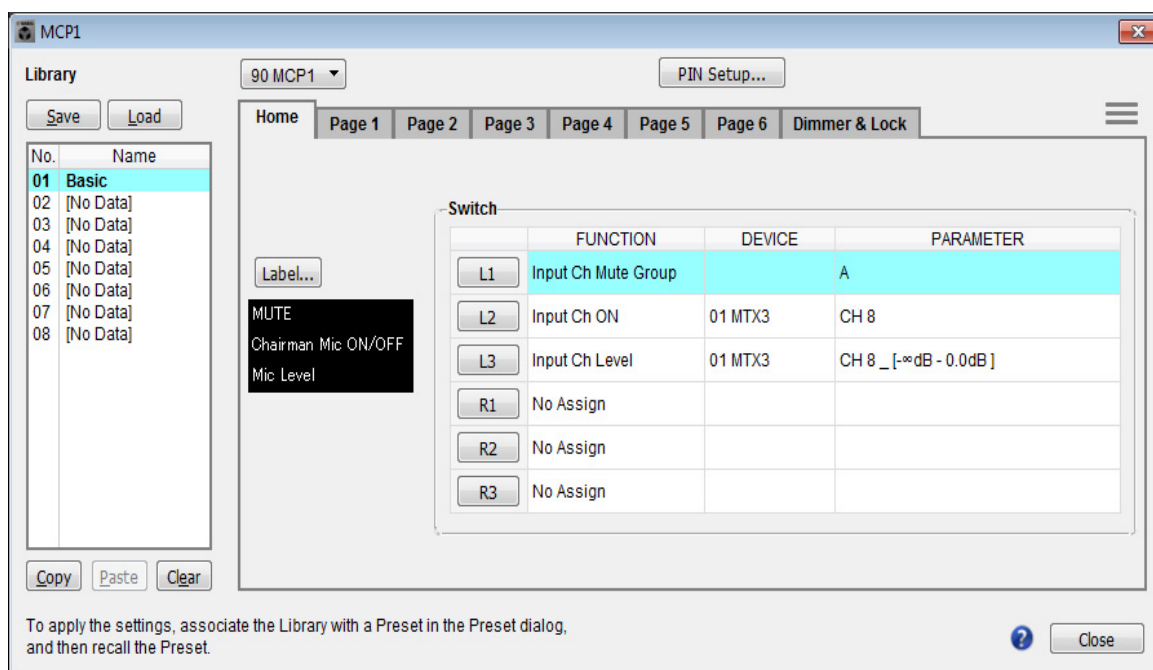 MCP1
Library
90 MCP1
PIN Setup...
Save Load
Home Page 1 Page 2 Page 3 Page 4 Page 5 Page 6 Dimmer & Lock
No. Name
01 Basic
02 [No Data]
03 [No Data]
04 [No Data]
05 [No Data]
06 [No Data]
07 [No Data]
08 [No Data]
Label...
MUTE
Chairman Mic ON/OFF
Mic Level
Switch
FUNCTION DEVICE PARAMETER
L1 Input Ch Mute Group A
L2 Input Ch ON 01 MTX3 CH 8
L3 Input Ch Level 01 MTX3 CH 8 _ [-∞dB - 0.0dB ]
R1 No Assign
R2 No Assign
R3 No Assign
Copy Paste Clear
To apply the settings, associate the Library with a Preset in the Preset dialog,
and then recall the Preset.
? Close